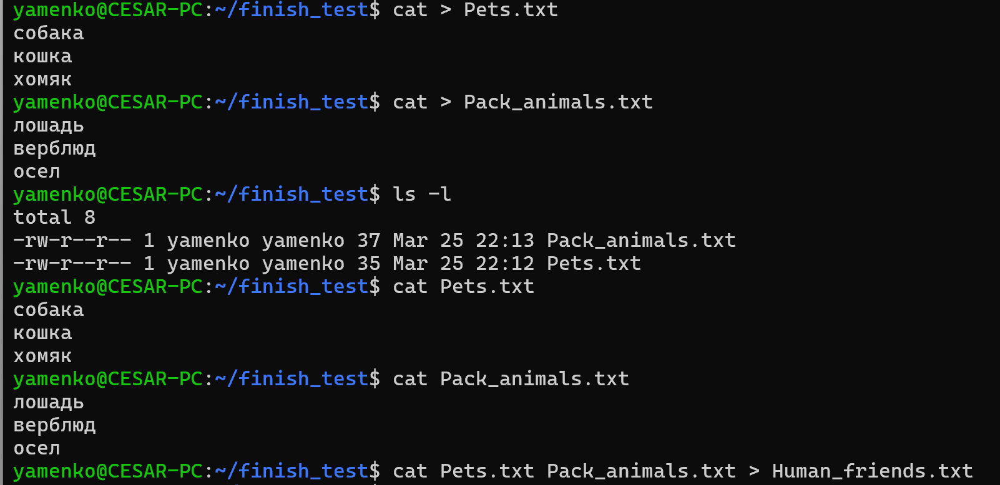 yamenko@CESAR-PC:~/finish_test$ cat > Pets.txt
собака
кошка
хомяк
yamenko@CESAR-PC:~/finish_test$ cat > Pack_animals.txt
лошадь
верблюд
осел
yamenko@CESAR-PC:~/finish_test$ ls -l
total 8
-rw-r--r-- 1 yamenko yamenko 37 Mar 25 22:13 Pack_animals.txt
-rw-r--r-- 1 yamenko yamenko 35 Mar 25 22:12 Pets.txt
yamenko@CESAR-PC:~/finish_test$ cat Pets.txt
собака
кошка
хомяк
yamenko@CESAR-PC:~/finish_test$ cat Pack_animals.txt
лошадь
верблюд
осел
yamenko@CESAR-PC:~/finish_test$ cat Pets.txt Pack_animals.txt > Human_friends.txt